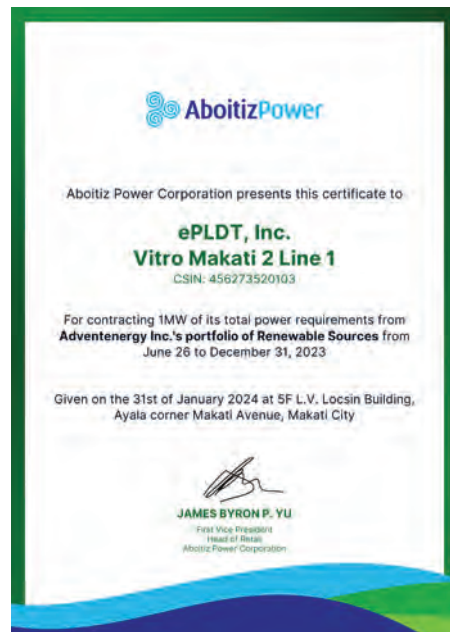 AboitizPower
Aboitiz Power Corporation presents this certificate to
ePLDT, Inc.
Vitro Makati 2 Line 1
CSIN: 456273520103
For contracting 1MW of its total power requirements from
Adventenergy Inc.'s portfolio of Renewable Sources from
June 26 to December 31, 2023
Given on the 31st of January 2024 at 5F L.V. Locsin Building,
Ayala corner Makati Avenue, Makati City
JAMES BYRON P. YU
First Vice President
Head of Retail
Aboitiz Power Corporation